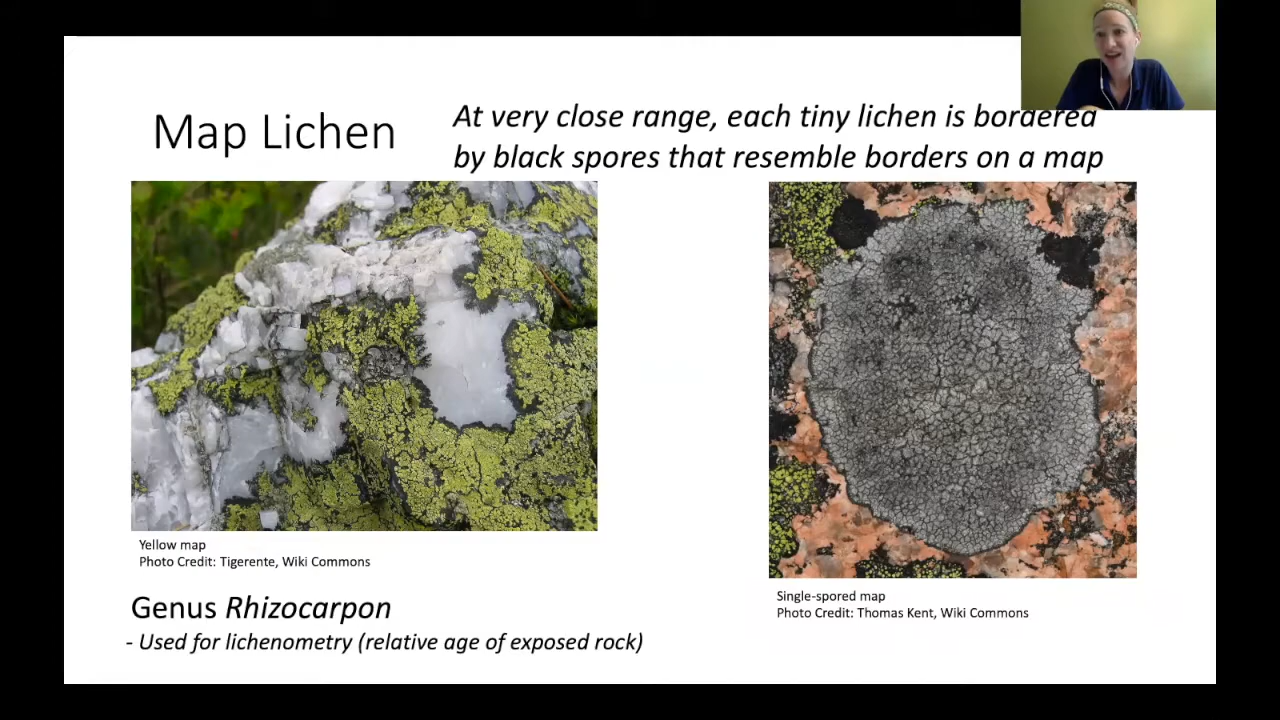 Map Lichen
At very close range, each tiny lichen is bordered
by black spores that resemble borders on a map
Yellow map
Photo Credit: Tigerente, Wiki Commons
Single-spored map
Photo Credit: Thomas Kent, Wiki Commons
Genus Rhizocarpon
- Used for lichenometry (relative age of exposed rock)